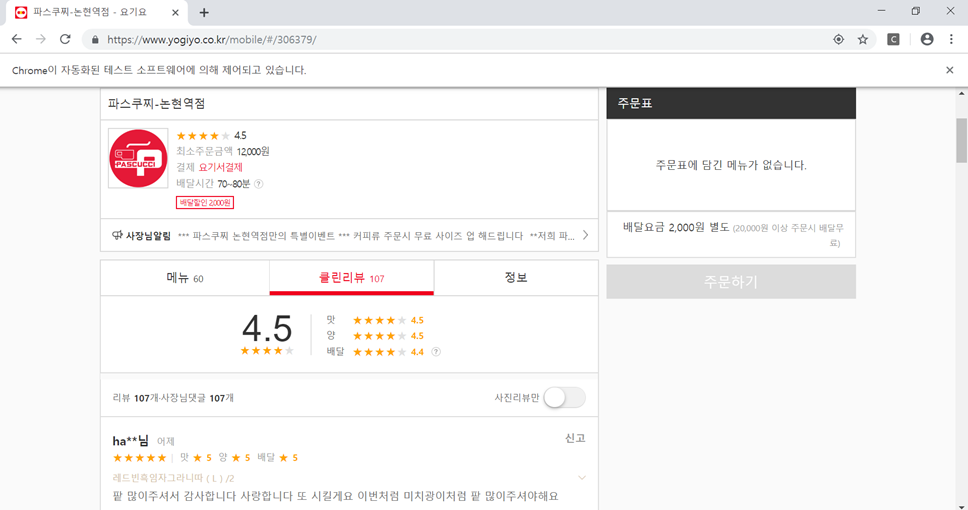 파스쿠찌-논현역점 - 요기요
https://www.yogiyo.co.kr/mobile/#/306379/
C
Chrome이 자동화된 테스트 소프트웨어에 의해 제어되고 있습니다.
파스쿠찌-논현역점
PASCUCCI
★★★★★ 4.5
최소주문금액 12,000원
결제 요기서결제
배달시간 70~80분 ?
배달할인 2,000원
사장님알림 *** 파스쿠찌 논현역점만의 특별이벤트 *** 커피류 주문시 무료 사이즈 업 해드립니다 **저희 파...
메뉴 60
클린리뷰 107
정보
4.5
★★★★★
맛 ★★★★★ 4.5
양 ★★★★★ 4.5
배달 ★★★★★ 4.4 ?
리뷰 107개·사장님댓글 107개
사진리뷰만
ha**님 어제
신고
★★★★★ | 맛 ★ 5 양 ★ 5 배달 ★ 5
레드빈흑임자그라니따 ( L ) /2
팥 많이주셔서 감사합니다 사랑합니다 또 시킬게요 이번처럼 미치광이처럼 팥 많이주셔야해요
주문표
주문표에 담긴 메뉴가 없습니다.
배달요금 2,000원 별도 (20,000원 이상 주문시 배달무
료)
주문하기